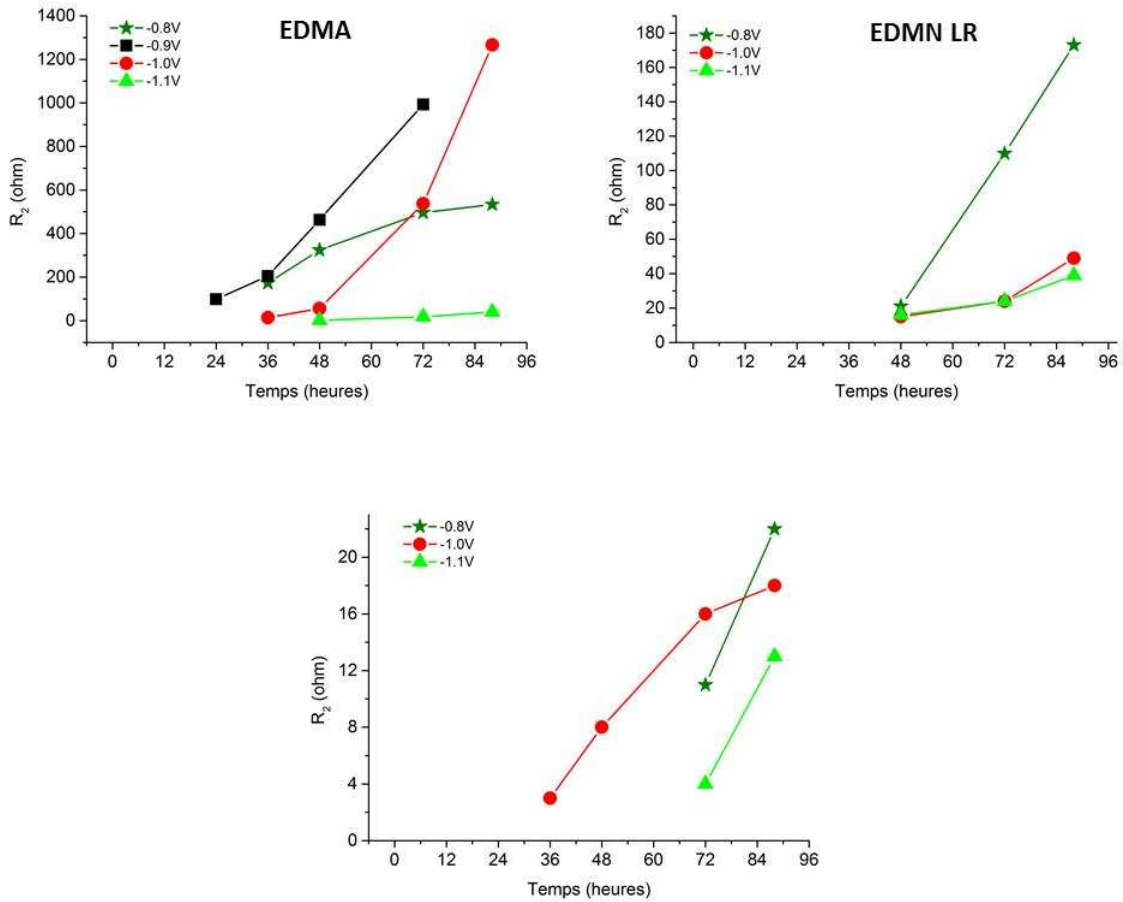 EDMA
-0.8V
-0.9V
-1.0V
-1.1V
R2 (ohm)
1400
1200
1000
800
600
400
200
0
0 12 24 36 48 60 72 84 96
Temps (heures)
EDMN LR
-0.8V
-1.0V
-1.1V
R2 (ohm)
180
160
140
120
100
80
60
40
20
0
0 12 24 36 48 60 72 84 96
Temps (heures)
-0.8V
-1.0V
-1.1V
R2 (ohm)
20
16
12
8
4
0
0 12 24 36 48 60 72 84 96
Temps (heures)